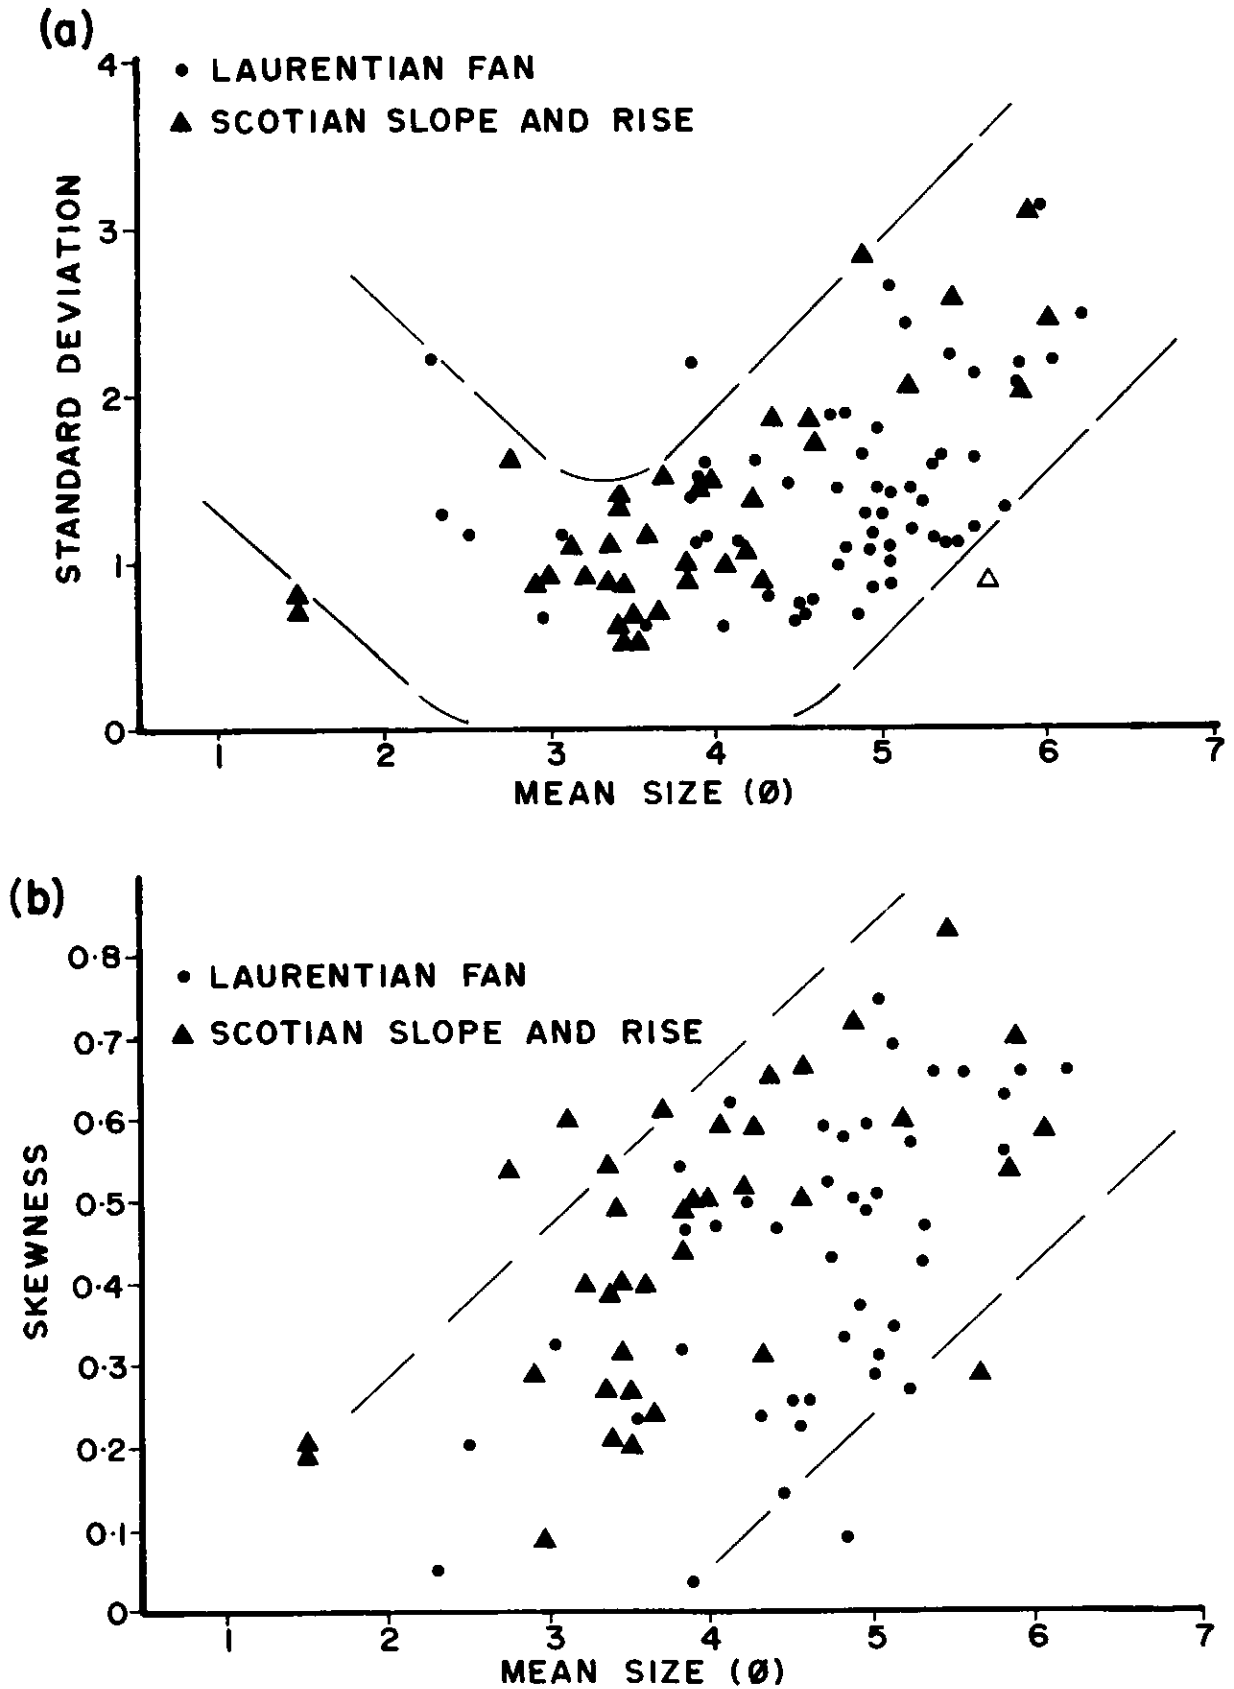 (a)
4
• LAURENTIAN FAN
▲ SCOTIAN SLOPE AND RISE
3
2
1
0
STANDARD DEVIATION
1 2 3 4 5 6 7
MEAN SIZE (Ø)
(b)
0·8
• LAURENTIAN FAN
▲ SCOTIAN SLOPE AND RISE
0·7
0·6
0·5
0·4
0·3
0·2
0·1
0
SKEWNESS
1 2 3 4 5 6 7
MEAN SIZE (Ø)